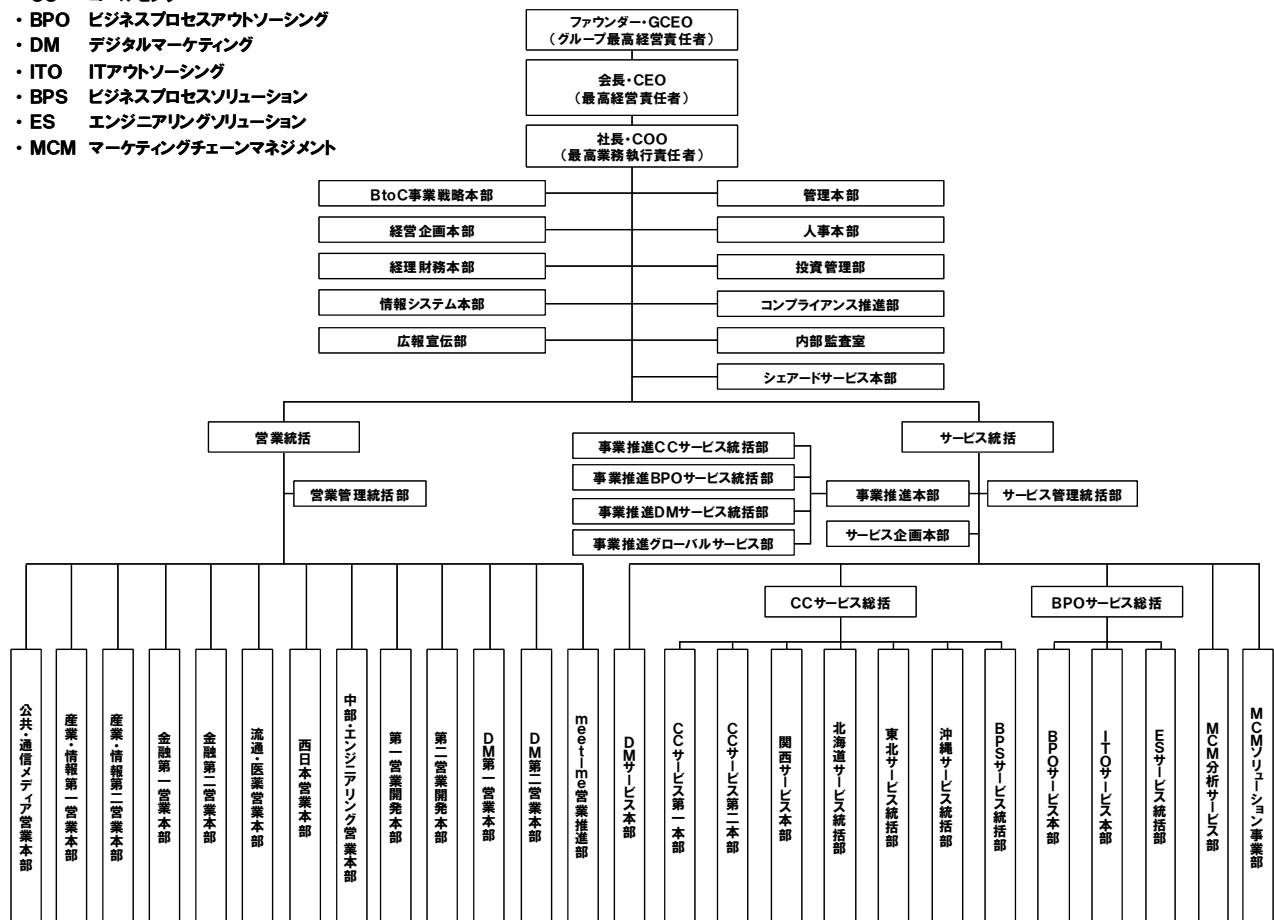 ・BPO ビジネスプロセスアウトソーシング
・DM デジタルマーケティング
・ITO ITアウトソーシング
・BPS ビジネスプロセスソリューション
・ES エンジニアリングソリューション
・MCM マーケティングチェーンマネジメント
ファウンダー・GCEO
（グループ最高経営責任者）
会長・CEO
（最高経営責任者）
社長・COO
（最高業務執行責任者）
BtoC事業戦略本部
管理本部
経営企画本部
人事本部
経理財務本部
投資管理部
情報システム本部
コンプライアンス推進部
広報宣伝部
内部監査室
シェアードサービス本部
営業統括
サービス統括
営業管理統括部
事業推進CCサービス統括部
事業推進BPOサービス統括部
事業推進DMサービス統括部
事業推進グローバルサービス部
事業推進本部
サービス管理統括部
サービス企画本部
CCサービス総括
BPOサービス総括
公共・通信メディア営業本部
産業・情報第一営業本部
産業・情報第二営業本部
金融第一営業本部
金融第二営業本部
流通・医薬営業本部
西日本営業本部
中部・エンジニアリング営業本部
第一営業開発本部
第二営業開発本部
DM第一営業本部
DM第二営業本部
meetime営業推進部
DMサービス本部
CCサービス第一本部
CCサービス第二本部
関西サービス本部
北海道サービス統括部
東北サービス統括部
沖縄サービス統括部
BPSサービス統括部
BPOサービス本部
ITOサービス本部
ESサービス統括部
MCM分析サービス部
MCMソリューション事業部